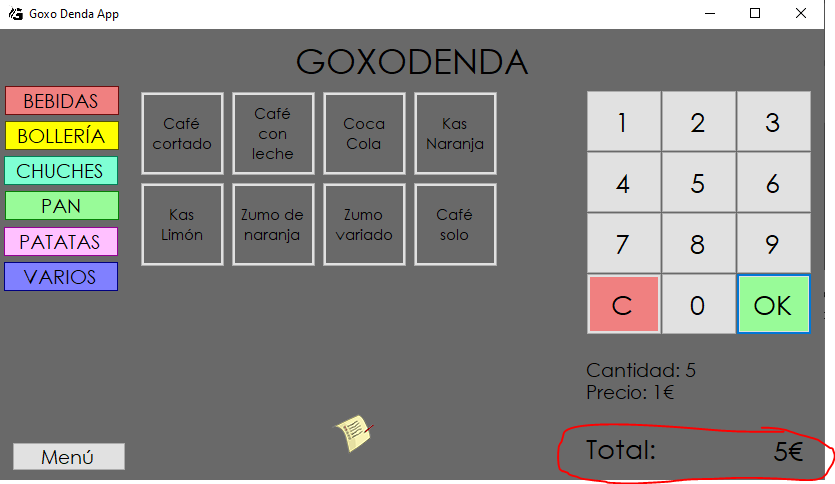 Goxo Denda App
GOXODENDA
BEBIDAS
BOLLERÍA
CHUCHES
PAN
PATATAS
VARIOS
Café
cortado
Café
con
leche
Coca
Cola
Kas
Naranja
Kas
Limón
Zumo de
naranja
Zumo
variado
Café
solo
1 2 3
4 5 6
7 8 9
C 0 OK
Cantidad: 5
Precio: 1€
Total: 5€
Menú